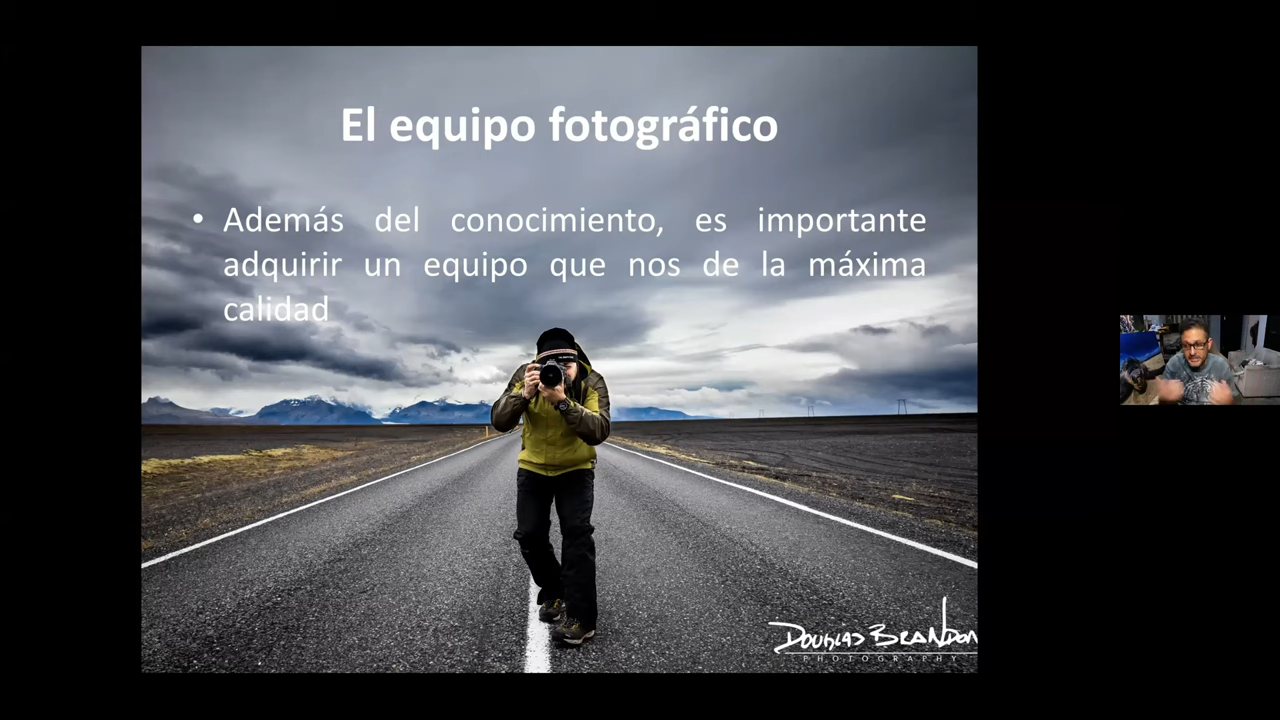 El equipo fotográfico
• Además del conocimiento, es importante
adquirir un equipo que nos de la máxima
calidad
DOUGLAS BRANDON
PHOTOGRAPHY